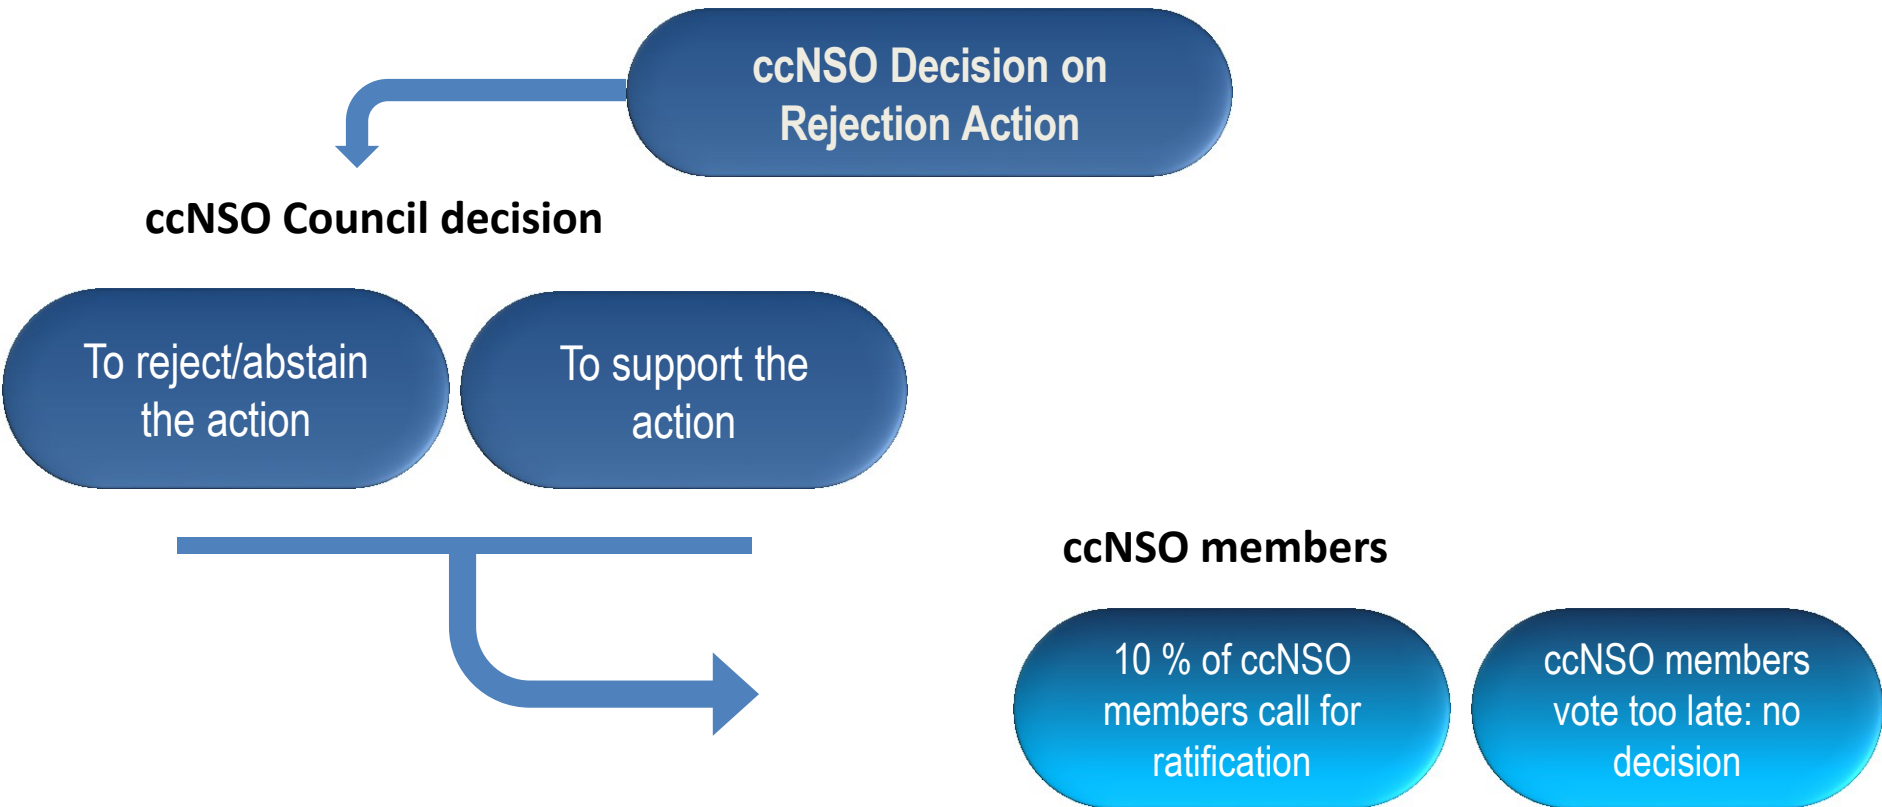 ccNSO Decision on
Rejection Action
ccNSO Council decision
To reject/abstain
the action
To support the
action
ccNSO members
10 % of ccNSO
members call for
ratification
ccNSO members
vote too late: no
decision